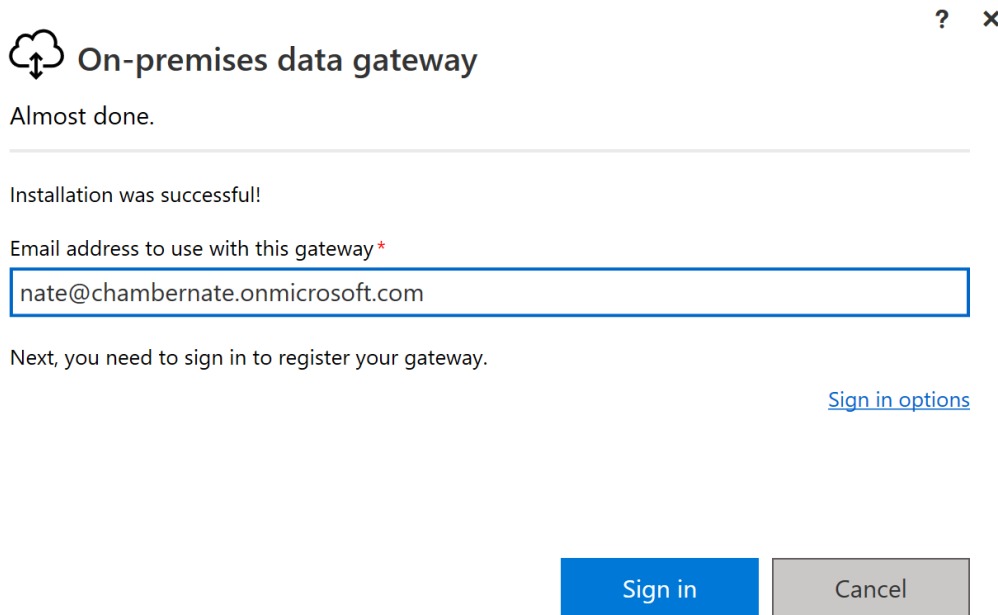 ? ×
On-premises data gateway
Almost done.
Installation was successful!
Email address to use with this gateway*
nate@chambernate.onmicrosoft.com
Next, you need to sign in to register your gateway.
Sign in options
Sign in Cancel